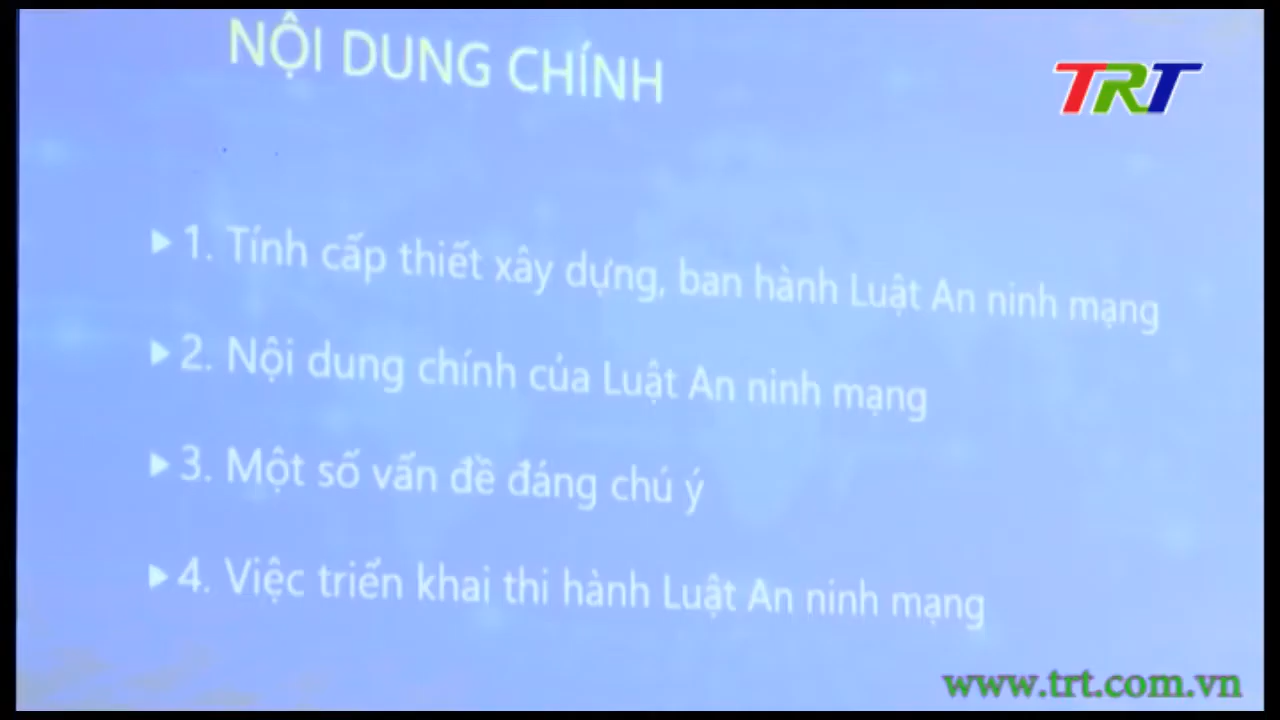 NỘI DUNG CHÍNH
TRT
1. Tính cấp thiết xây dựng, ban hành Luật An ninh mạng
2. Nội dung chính của Luật An ninh mạng
3. Một số vấn đề đáng chú ý
4. Việc triển khai thi hành Luật An ninh mạng
www.trt.com.vn